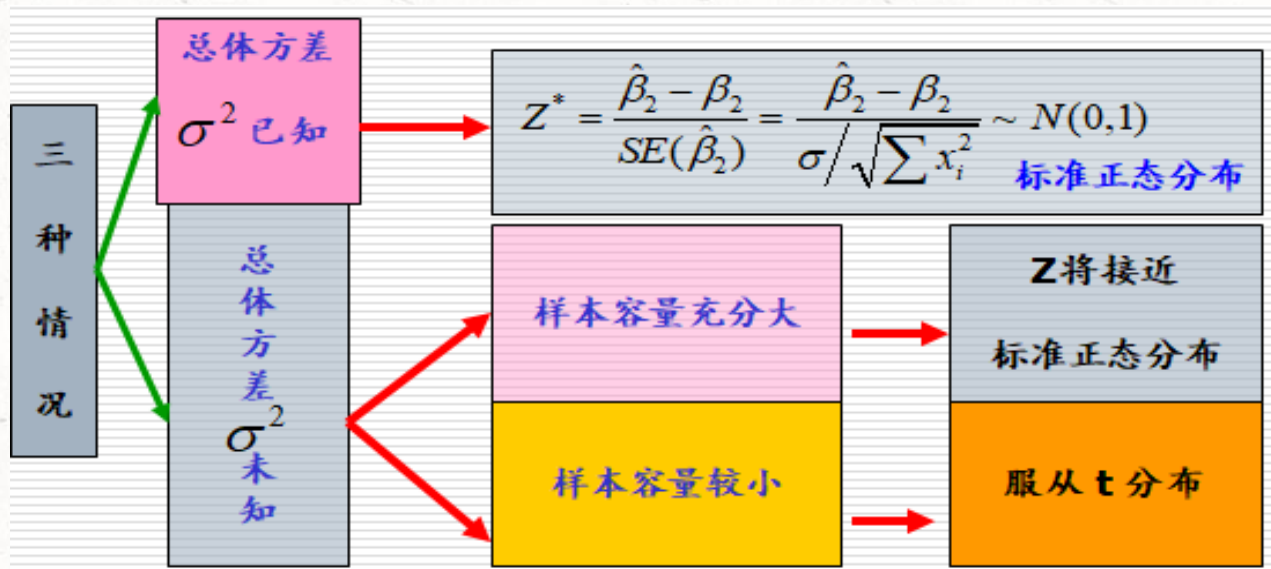 三种情况
总体方差
σ² 已知
Z* = (β̂₂ − β₂) / SE(β̂₂) = (β̂₂ − β₂) / (σ/√∑xᵢ²) ~ N(0,1)
标准正态分布
总体方差
σ²
未知
样本容量充分大
Z将接近
标准正态分布
样本容量较小
服从 t 分布